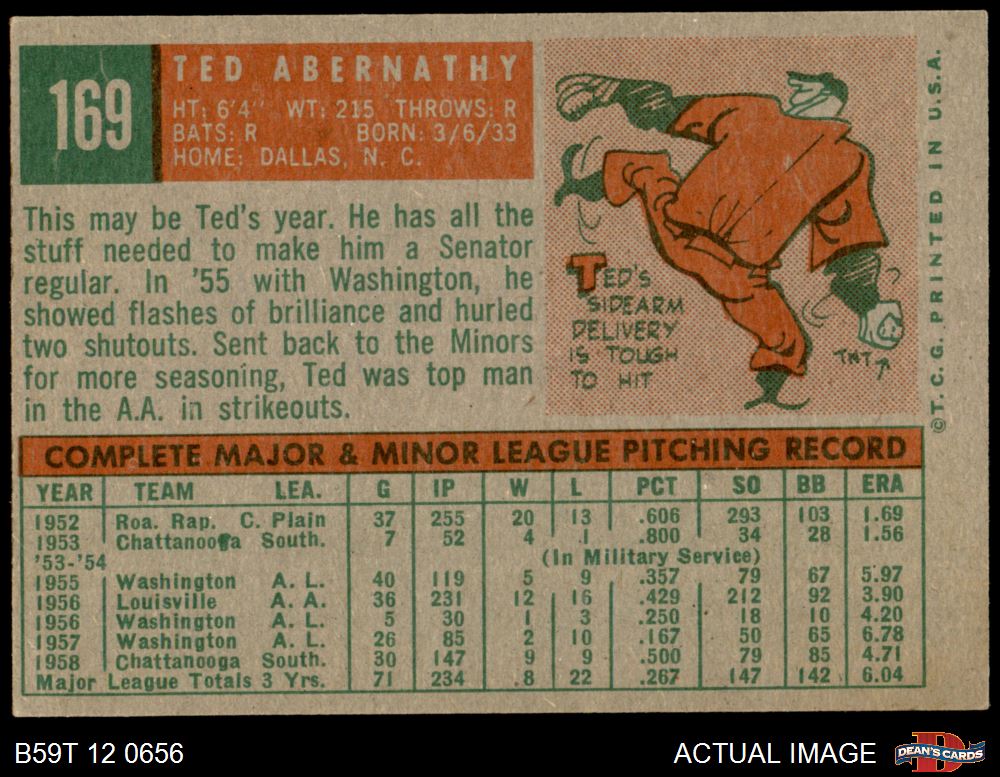 169
TED ABERNATHY
HT: 6'4" WT: 215 THROWS: R
BATS: R BORN: 3/6/33
HOME: DALLAS, N. C.
This may be Ted's year. He has all the
stuff needed to make him a Senator
regular. In '55 with Washington, he
showed flashes of brilliance and hurled
two shutouts. Sent back to the Minors
for more seasoning, Ted was top man
in the A.A. in strikeouts.
TED'S
SIDEARM
DELIVERY
IS TOUGH
TO HIT
TNT
©T. C. G. PRINTED IN U.S.A.
COMPLETE MAJOR & MINOR LEAGUE PITCHING RECORD
YEAR TEAM LEA. G IP W L PCT SO BB ERA
1952 Roa. Rap. C. Plain 37 255 20 13 .606 293 103 1.69
1953 Chattanooga South. 7 52 4 1 .800 34 28 1.56
'53-'54 (In Military Service)
1955 Washington A. L. 40 119 5 9 .357 79 67 5.97
1956 Louisville A. A. 36 231 12 16 .429 212 92 3.90
1956 Washington A. L. 5 30 1 3 .250 18 10 4.20
1957 Washington A. L. 26 85 2 10 .167 50 65 6.78
1958 Chattanooga South. 30 147 9 9 .500 79 85 4.71
Major League Totals 3 Yrs. 71 234 8 22 .267 147 142 6.04
B59T 12 0656
ACTUAL IMAGE
DEAN'S CARDS